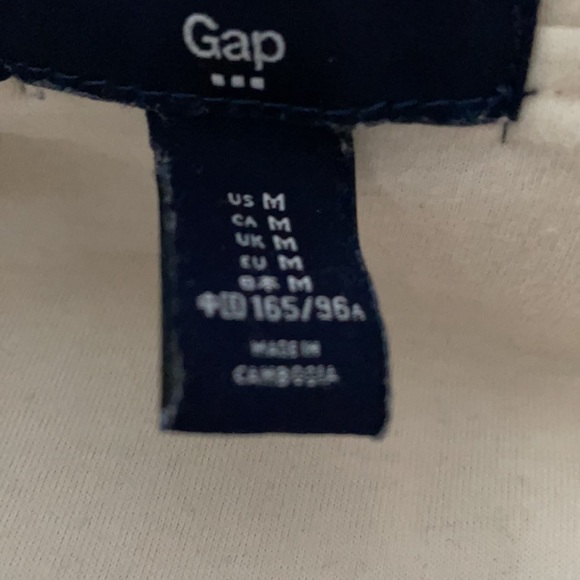 Gap
US M
CA M
UK M
EU M
日本 M
中国 165/96A
MADE IN
CAMBODIA